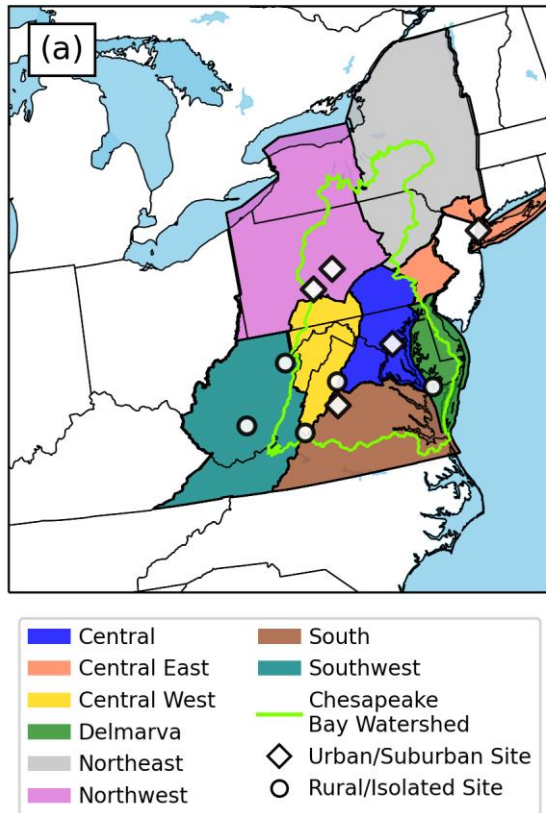 (a)
Central
Central East
Central West
Delmarva
Northeast
Northwest
South
Southwest
Chesapeake
Bay Watershed
Urban/Suburban Site
Rural/Isolated Site